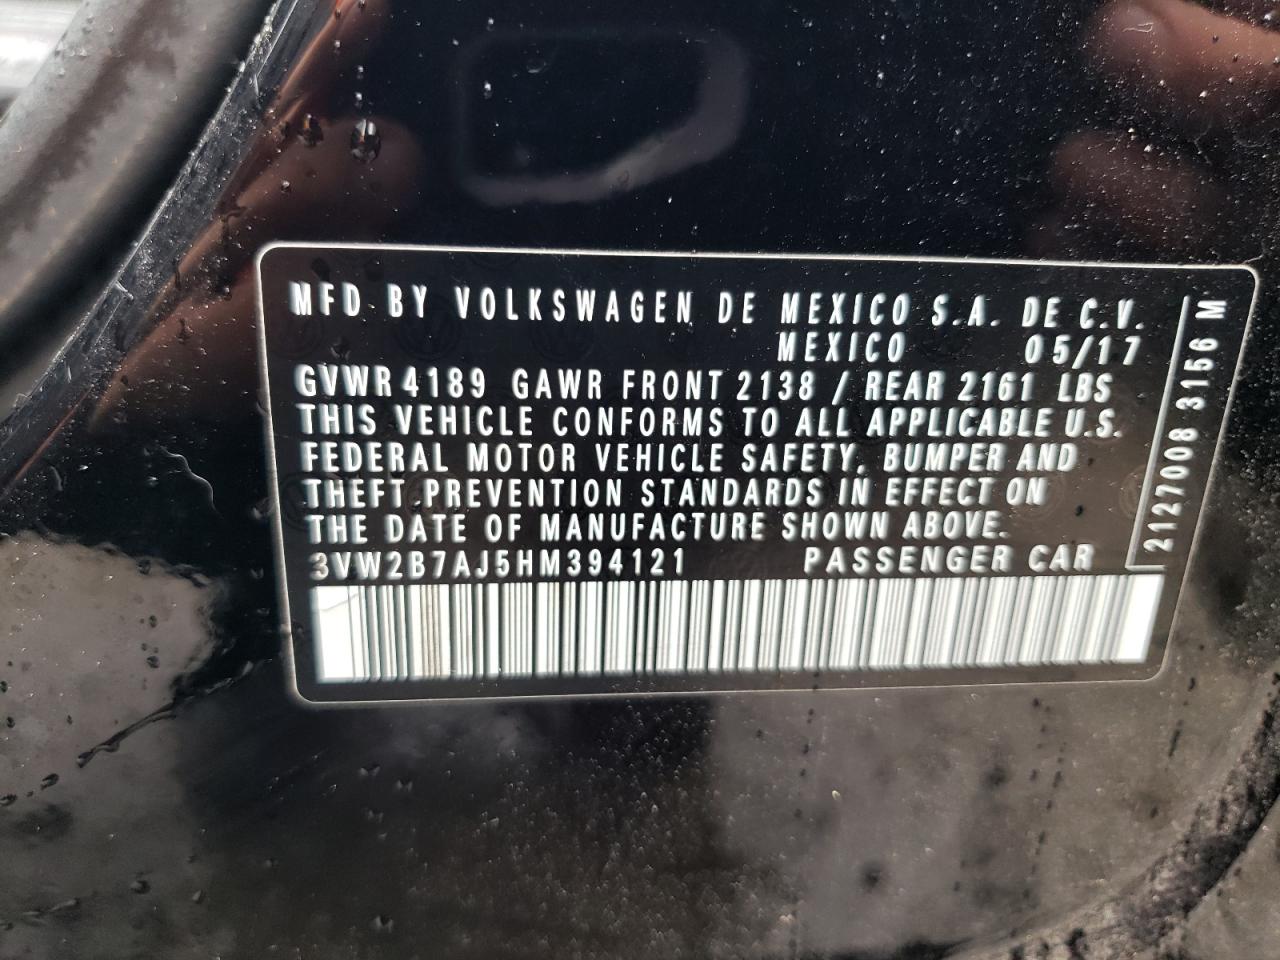 MFD BY VOLKSWAGEN DE MEXICO S.A. DE C.V.
MEXICO 05/17
GVWR 4189 GAWR FRONT 2138 / REAR 2161 LBS
THIS VEHICLE CONFORMS TO ALL APPLICABLE U.S.
FEDERAL MOTOR VEHICLE SAFETY, BUMPER AND
THEFT PREVENTION STANDARDS IN EFFECT ON
THE DATE OF MANUFACTURE SHOWN ABOVE.
3VW2B7AJ5HM394121 PASSENGER CAR
2127008 3156 M